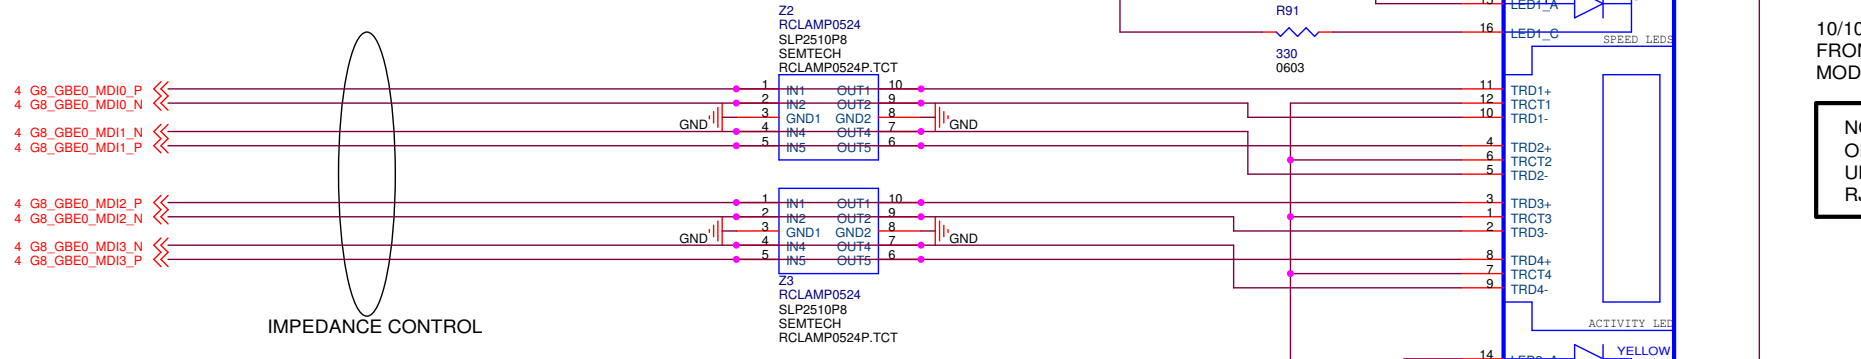 Z2
RCLAMP0524
SLP2510P8
SEMTECH
RCLAMP0524P.TCT
R91
330
0603
LED1_A
16 LED1_C
SPEED LEDS
4 G8_GBE0_MDI0_P
4 G8_GBE0_MDI0_N
4 G8_GBE0_MDI1_N
4 G8_GBE0_MDI1_P
1 IN1 OUT1 10
2 IN2 OUT2 9
3 GND1 GND2 8
4 IN4 OUT4 7
5 IN5 OUT5 6
GND
GND
11 TRD1+
12 TRCT1
10 TRD1-
4 TRD2+
6 TRCT2
5 TRD2-
4 G8_GBE0_MDI2_P
4 G8_GBE0_MDI2_N
4 G8_GBE0_MDI3_N
4 G8_GBE0_MDI3_P
1 IN1 OUT1 10
2 IN2 OUT2 9
3 GND1 GND2 8
4 IN4 OUT4 7
5 IN5 OUT5 6
GND
GND
3 TRD3+
1 TRCT3
2 TRD3-
8 TRD4+
7 TRCT4
9 TRD4-
Z3
RCLAMP0524
SLP2510P8
SEMTECH
RCLAMP0524P.TCT
IMPEDANCE CONTROL
ACTIVITY LED
14
YELLOW
10/10
FRO
MOD